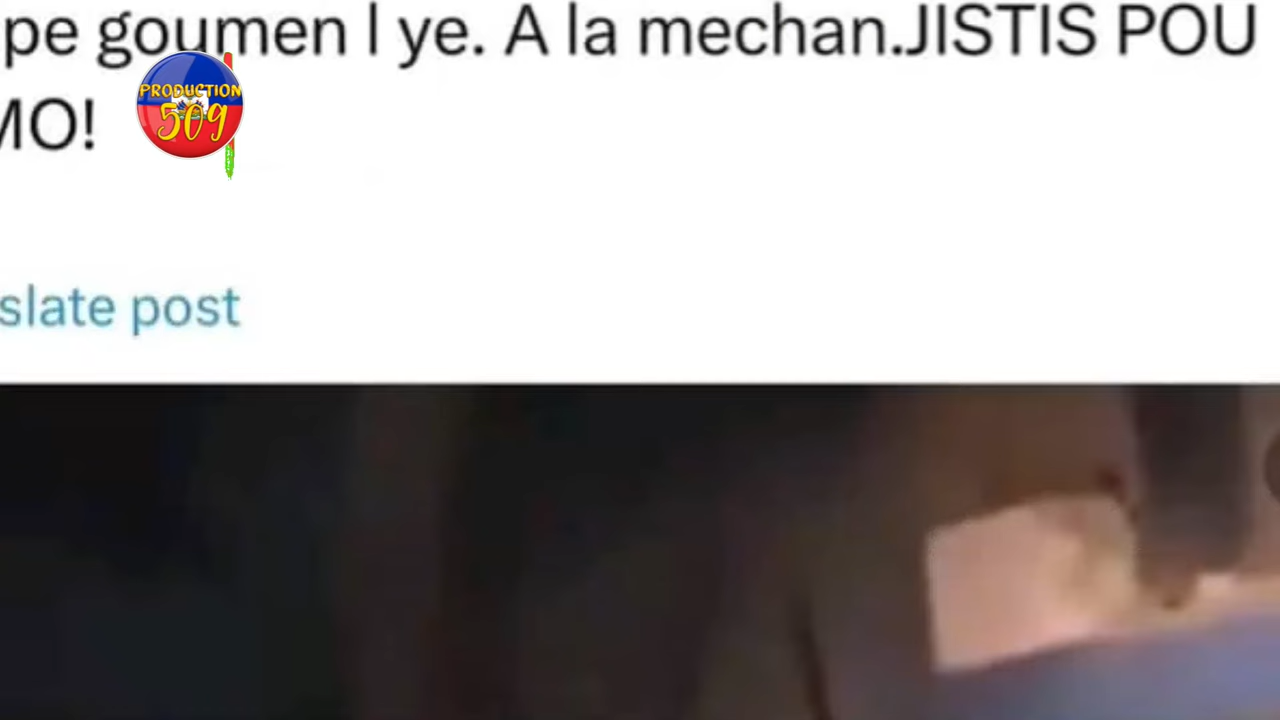 pe goumen l ye. A la mechan.JISTIS POU
MO!
PRODUCTION
509
slate post